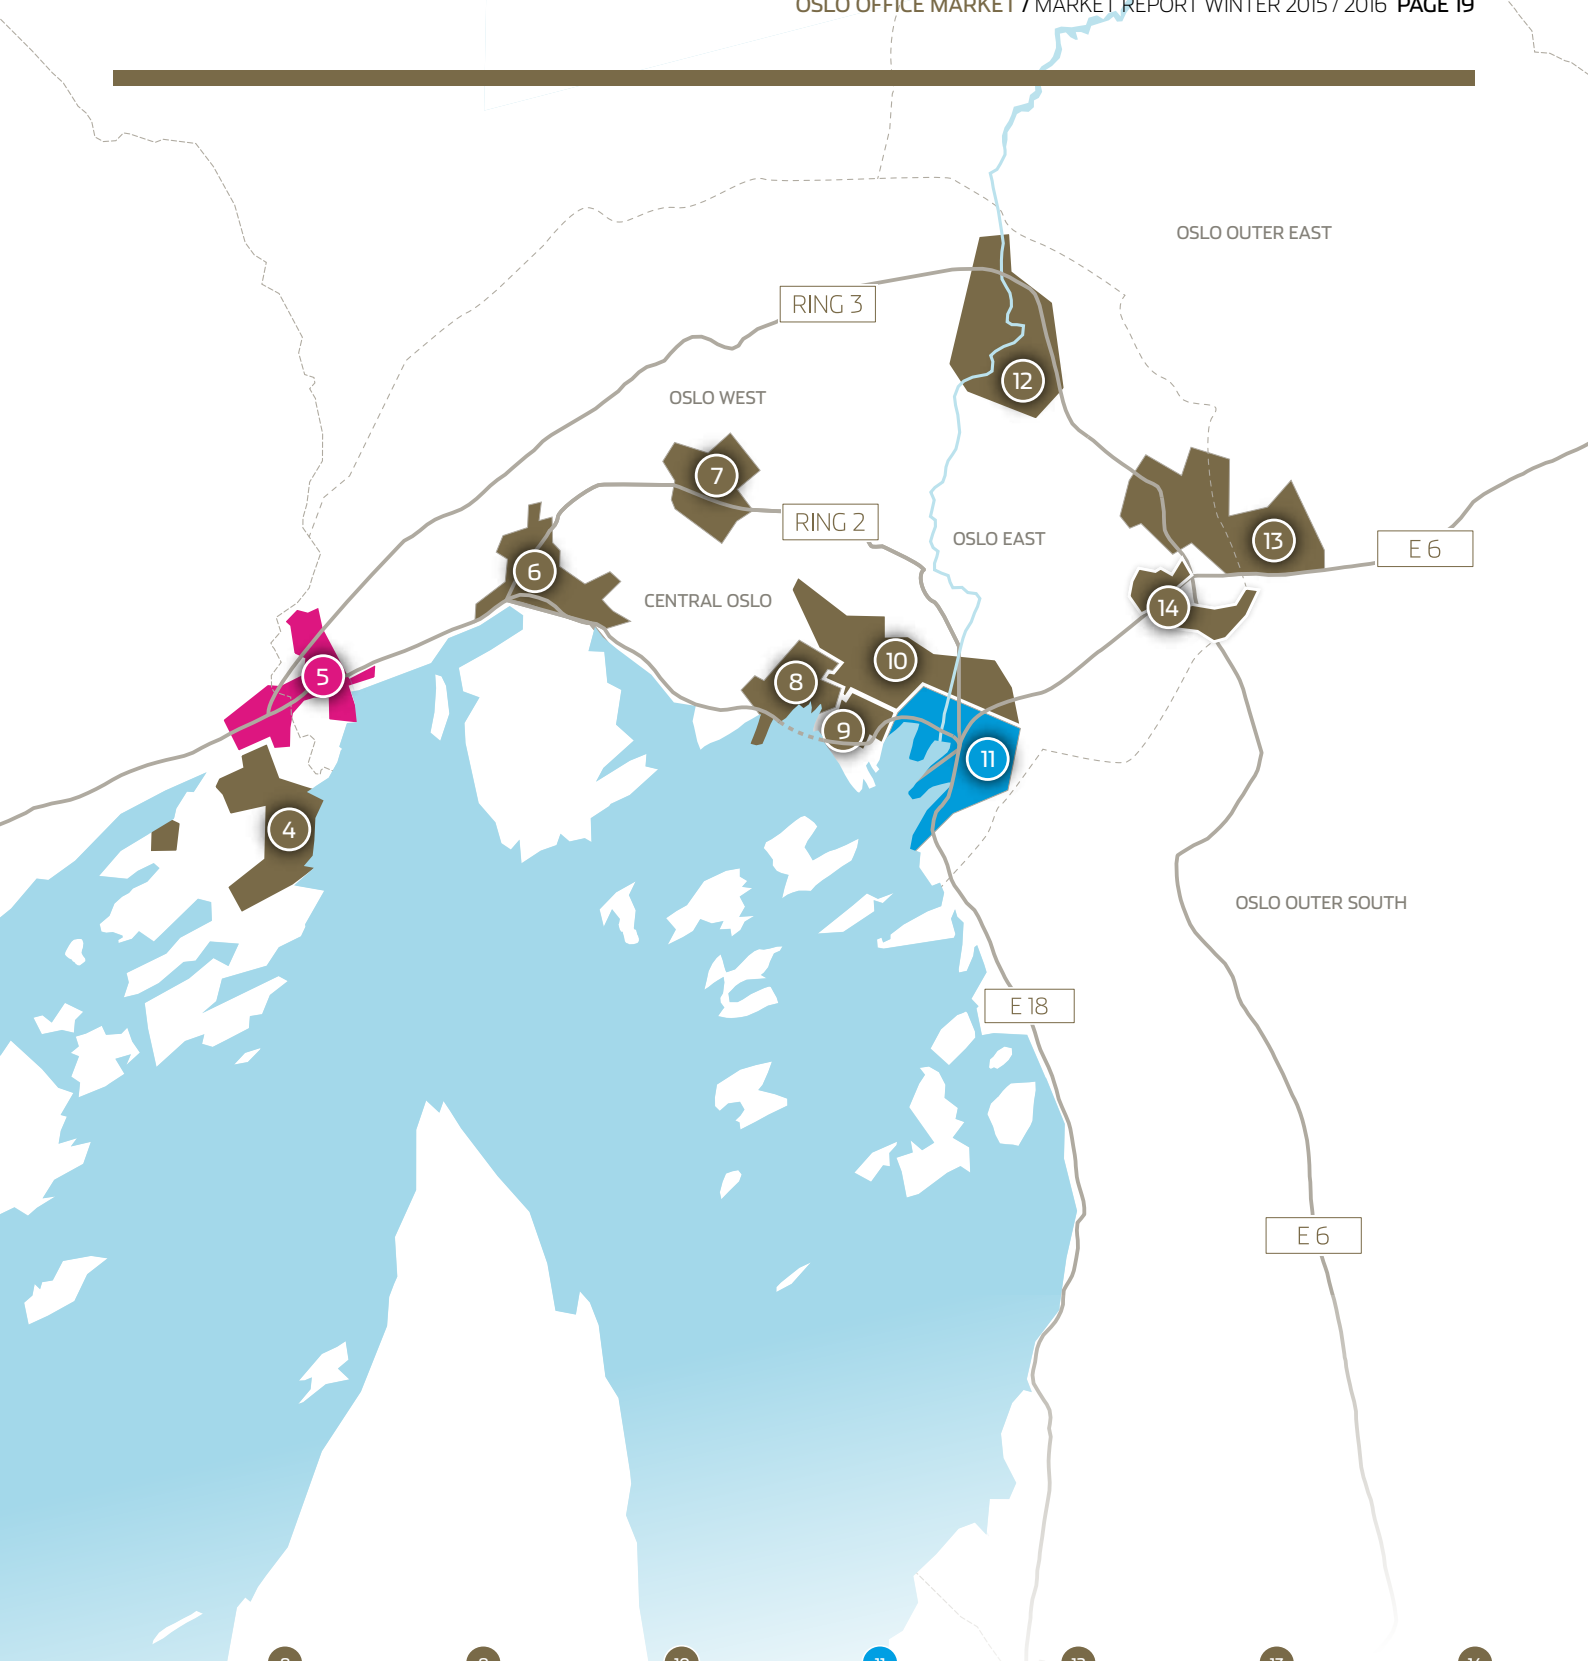 OSLO OFFICE MARKET / MARKET REPORT WINTER 2015 / 2016 PAGE 19
OSLO OUTER EAST
RING 3
12
OSLO WEST
7
RING 2
OSLO EAST
13
E 6
6
CENTRAL OSLO
14
10
5
8
9
11
4
OSLO OUTER SOUTH
E 18
E 6
11